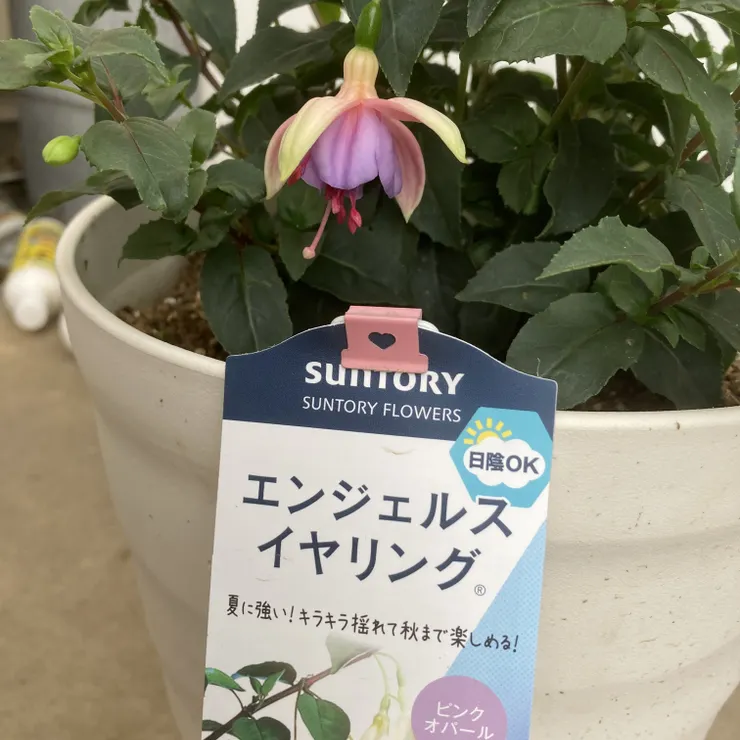 SUNTORY
SUNTORY FLOWERS
日陰OK
エンジェルス
イヤリング®
夏に強い!キラキラ揺れて秋まで楽しめる!
ピンク
オパール